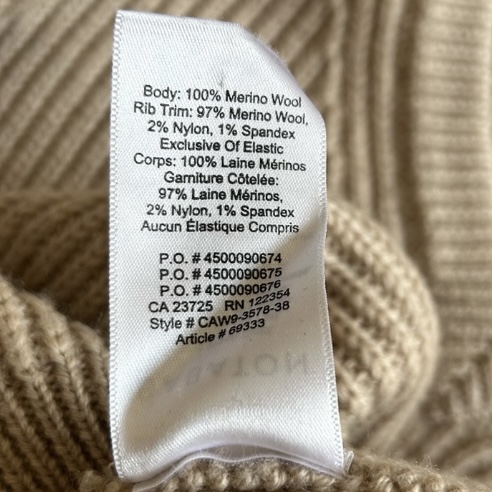 Body: 100% Merino Wool
Rib Trim: 97% Merino Wool,
2% Nylon, 1% Spandex
Exclusive Of Elastic
Corps: 100% Laine Mérinos
Garniture Côtelée:
97% Laine Mérinos,
2% Nylon, 1% Spandex
Aucun Élastique Compris
P.O. # 4500090674
P.O. # 4500090675
P.O. # 4500090676
CA 23725 RN 122354
Style # CAW9-3578-38
Article # 69333